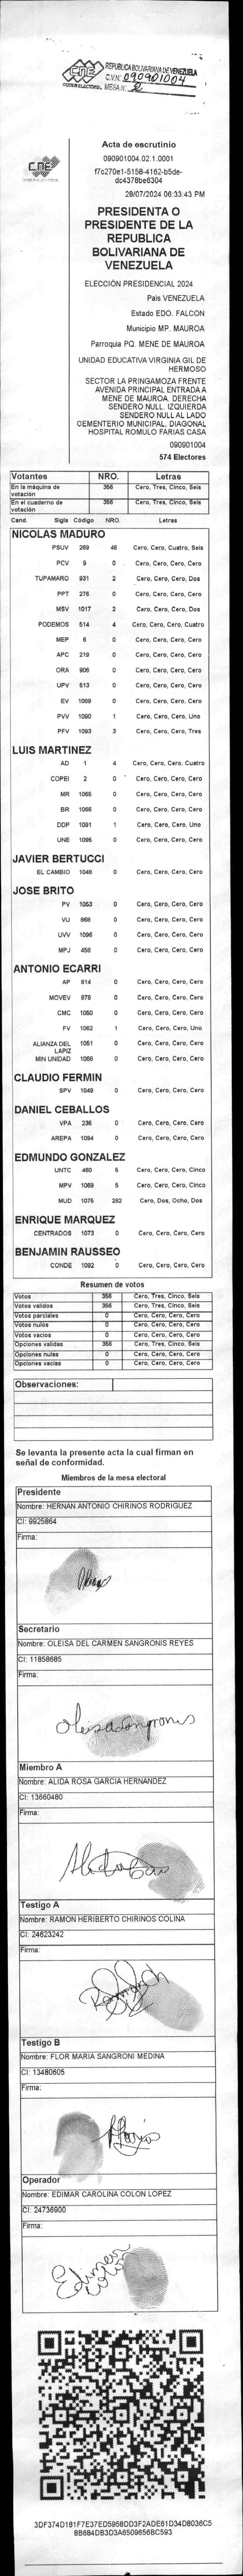 CNE
PODER ELECTORAL
REPUBLICA BOLIVARIANA DE VENEZUELA
C.V.Nº. 090901004
MESA Nº. 2
CNE
Acta de escrutinio
090901004.02.1.0001
f7c270e1-5158-4162-b5de-
dc4378be6304
28/07/2024 06:33:43 PM
PRESIDENTA O
PRESIDENTE DE LA
REPUBLICA
BOLIVARIANA DE
VENEZUELA
ELECCIÓN PRESIDENCIAL 2024
Pais VENEZUELA
Estado EDO. FALCON
Municipio MP. MAUROA
Parroquia PQ. MENE DE MAUROA
UNIDAD EDUCATIVA VIRGINIA GIL DE
HERMOSO
SECTOR LA PRINGAMOZA FRENTE
AVENIDA PRINCIPAL ENTRADA A
MENE DE MAUROA. DERECHA
SENDERO NULL. IZQUIERDA
SENDERO NULL AL LADO
CEMENTERIO MUNICIPAL, DIAGONAL
HOSPITAL ROMULO FARIAS CASA
090901004
574 Electores
Votantes NRO. Letras
En la máquina de votación 356 Cero, Tres, Cinco, Seis
En el cuaderno de votación 356 Cero, Tres, Cinco, Seis
Cand. Sigla Código NRO. Letras
NICOLAS MADURO
PSUV 269 46 Cero, Cero, Cuatro, Seis
PCV 9 0 Cero, Cero, Cero, Cero
TUPAMARO 931 2 Cero, Cero, Cero, Dos
PPT 276 0 Cero, Cero, Cero, Cero
MSV 1017 2 Cero, Cero, Cero, Dos
PODEMOS 514 4 Cero, Cero, Cero, Cuatro
MEP 6 0 Cero, Cero, Cero, Cero
APC 219 0 Cero, Cero, Cero, Cero
ORA 906 0 Cero, Cero, Cero, Cero
UPV 513 0 Cero, Cero, Cero, Cero
EV 1089 0 Cero, Cero, Cero, Cero
PVV 1090 1 Cero, Cero, Cero, Uno
PFV 1093 3 Cero, Cero, Cero, Tres
LUIS MARTINEZ
AD 1 4 Cero, Cero, Cero, Cuatro
COPEI 2 0 Cero, Cero, Cero, Cero
MR 1065 0 Cero, Cero, Cero, Cero
BR 1066 0 Cero, Cero, Cero, Cero
DDP 1091 1 Cero, Cero, Cero, Uno
UNE 1095 0 Cero, Cero, Cero, Cero
JAVIER BERTUCCI
EL CAMBIO 1048 0 Cero, Cero, Cero, Cero
JOSE BRITO
PV 1053 0 Cero, Cero, Cero, Cero
VU 868 0 Cero, Cero, Cero, Cero
UVV 1096 0 Cero, Cero, Cero, Cero
MPJ 458 0 Cero, Cero, Cero, Cero
ANTONIO ECARRI
AP 814 0 Cero, Cero, Cero, Cero
MOVEV 878 0 Cero, Cero, Cero, Cero
CMC 1050 0 Cero, Cero, Cero, Cero
FV 1062 1 Cero, Cero, Cero, Uno
ALIANZA DEL LAPIZ 1051 0 Cero, Cero, Cero, Cero
MIN UNIDAD 1068 0 Cero, Cero, Cero, Cero
CLAUDIO FERMIN
SPV 1049 0 Cero, Cero, Cero, Cero
DANIEL CEBALLOS
VPA 236 0 Cero, Cero, Cero, Cero
AREPA 1094 0 Cero, Cero, Cero, Cero
EDMUNDO GONZALEZ
UNTC 460 5 Cero, Cero, Cero, Cinco
MPV 1069 5 Cero, Cero, Cero, Cinco
MUD 1075 282 Cero, Dos, Ocho, Dos
ENRIQUE MARQUEZ
CENTRADOS 1073 0 Cero, Cero, Cero, Cero
BENJAMIN RAUSSEO
CONDE 1092 0 Cero, Cero, Cero, Cero
Resumen de votos
Votos 356 Cero, Tres, Cinco, Seis
Votos validos 356 Cero, Tres, Cinco, Seis
Votos parciales 0 Cero, Cero, Cero, Cero
Votos nulos 0 Cero, Cero, Cero, Cero
Votos vacios 0 Cero, Cero, Cero, Cero
Opciones validas 356 Cero, Tres, Cinco, Seis
Opciones nulas 0 Cero, Cero, Cero, Cero
Opciones vacias 0 Cero, Cero, Cero, Cero
Observaciones:
Se levanta la presente acta la cual firman en
señal de conformidad.
Miembros de la mesa electoral
Presidente
Nombre: HERNAN ANTONIO CHIRINOS RODRIGUEZ
CI: 9925864
Firma:
Secretario
Nombre: OLEISA DEL CARMEN SANGRONIS REYES
CI: 11858685
Firma:
Oleisa Sangronis
Miembro A
Nombre: ALIDA ROSA GARCIA HERNANDEZ
CI: 13660480
Firma:
Testigo A
Nombre: RAMON HERIBERTO CHIRINOS COLINA
CI: 24623242
Firma:
Testigo B
Nombre: FLOR MARIA SANGRONI MEDINA
CI: 13480605
Firma:
Operador
Nombre: EDIMAR CAROLINA COLON LOPEZ
CI: 24736900
Firma:
Edimar
Colon
3DF374D181F7E37ED5958DD3F2ADE61D34D8036C5
8B684DB3D3A6509656BC593